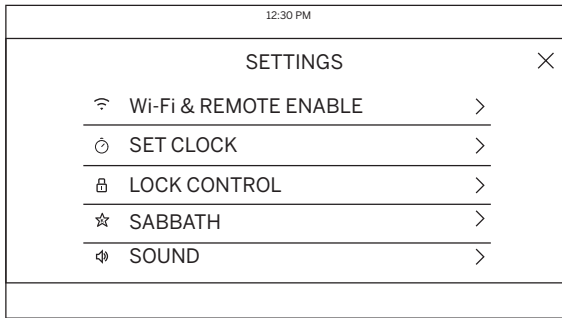 12:30 PM
SETTINGS
Wi-Fi & REMOTE ENABLE
SET CLOCK
LOCK CONTROL
SABBATH
SOUND